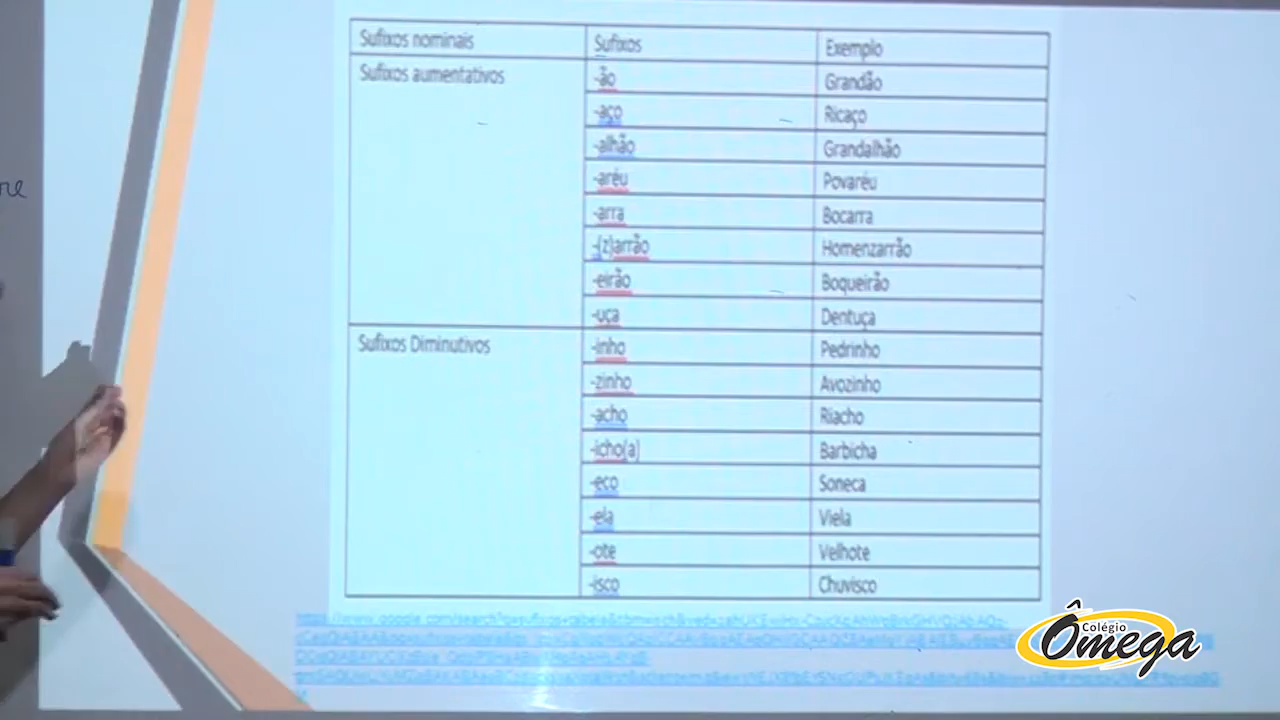 Sufixos nominais Sufixos Exemplo
Sufixos aumentativos -ão Grandão
-aço Ricaço
-alhão Grandalhão
-aréu Povaréu
-arra Bocarra
-(z)arrão Homenzarrão
-eirão Boqueirão
-uça Dentuça
Sufixos Diminutivos -inho Pedrinho
-zinho Avozinho
-acho Riacho
-icho(a) Barbicha
-eco Soneca
-ela Viela
-ote Velhote
-isco Chuvisco
Colégio
Ômega